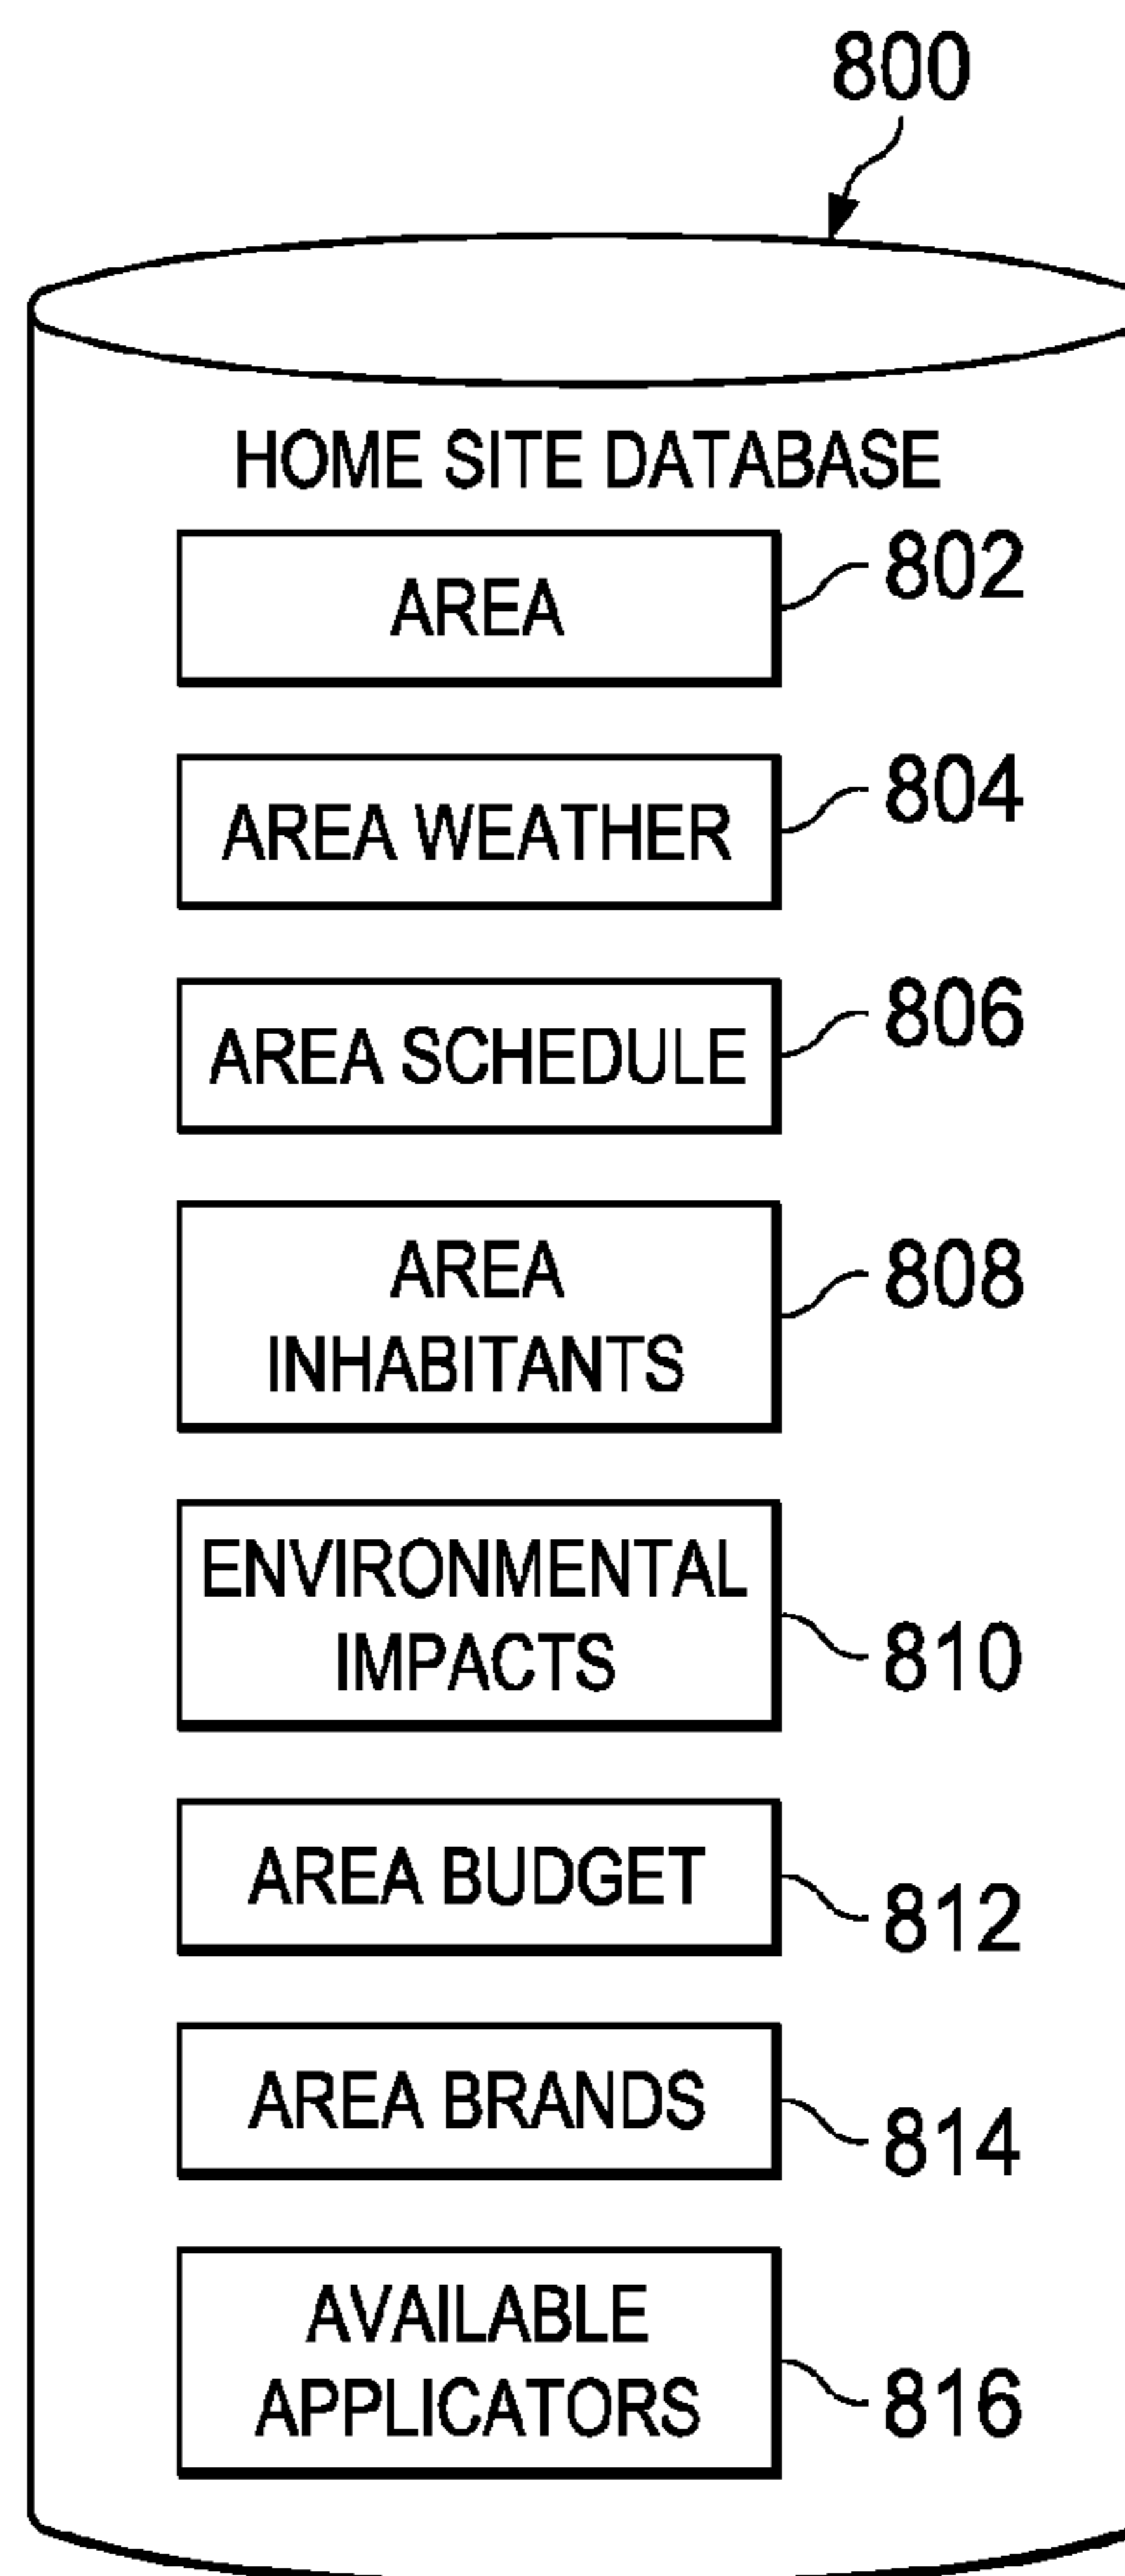 800
HOME SITE DATABASE
AREA
802
AREA WEATHER
804
AREA SCHEDULE
806
AREA
INHABITANTS
808
ENVIRONMENTAL
IMPACTS
810
AREA BUDGET
812
AREA BRANDS
814
AVAILABLE
APPLICATORS
816